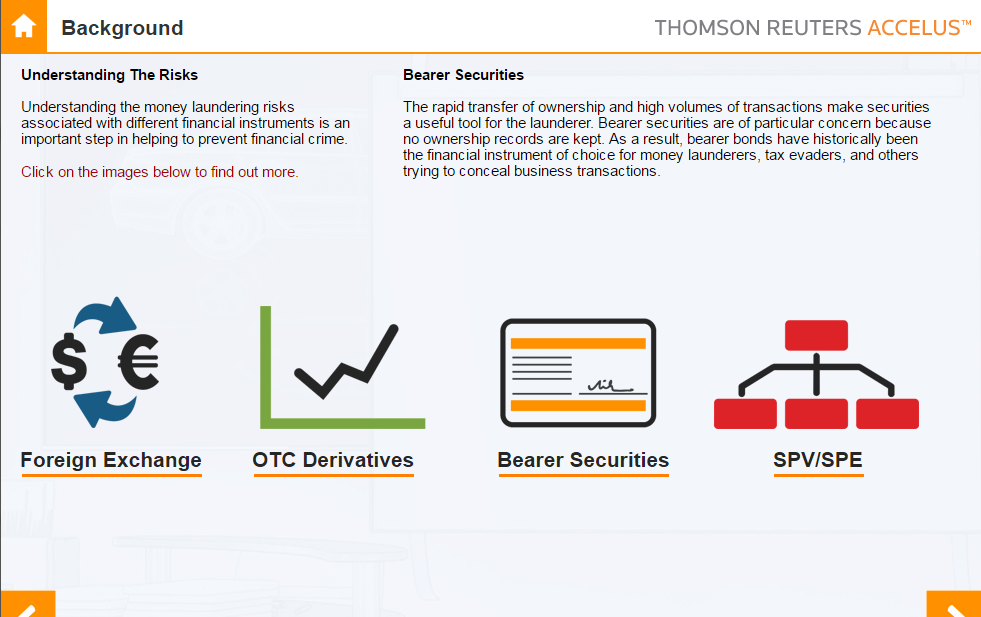 Background
THOMSON REUTERS ACCELUS™
Understanding The Risks
Understanding the money laundering risks
associated with different financial instruments is an
important step in helping to prevent financial crime.
Click on the images below to find out more.
Bearer Securities
The rapid transfer of ownership and high volumes of transactions make securities
a useful tool for the launderer. Bearer securities are of particular concern because
no ownership records are kept. As a result, bearer bonds have historically been
the financial instrument of choice for money launderers, tax evaders, and others
trying to conceal business transactions.
$ €
Foreign Exchange
OTC Derivatives
Bearer Securities
SPV/SPE